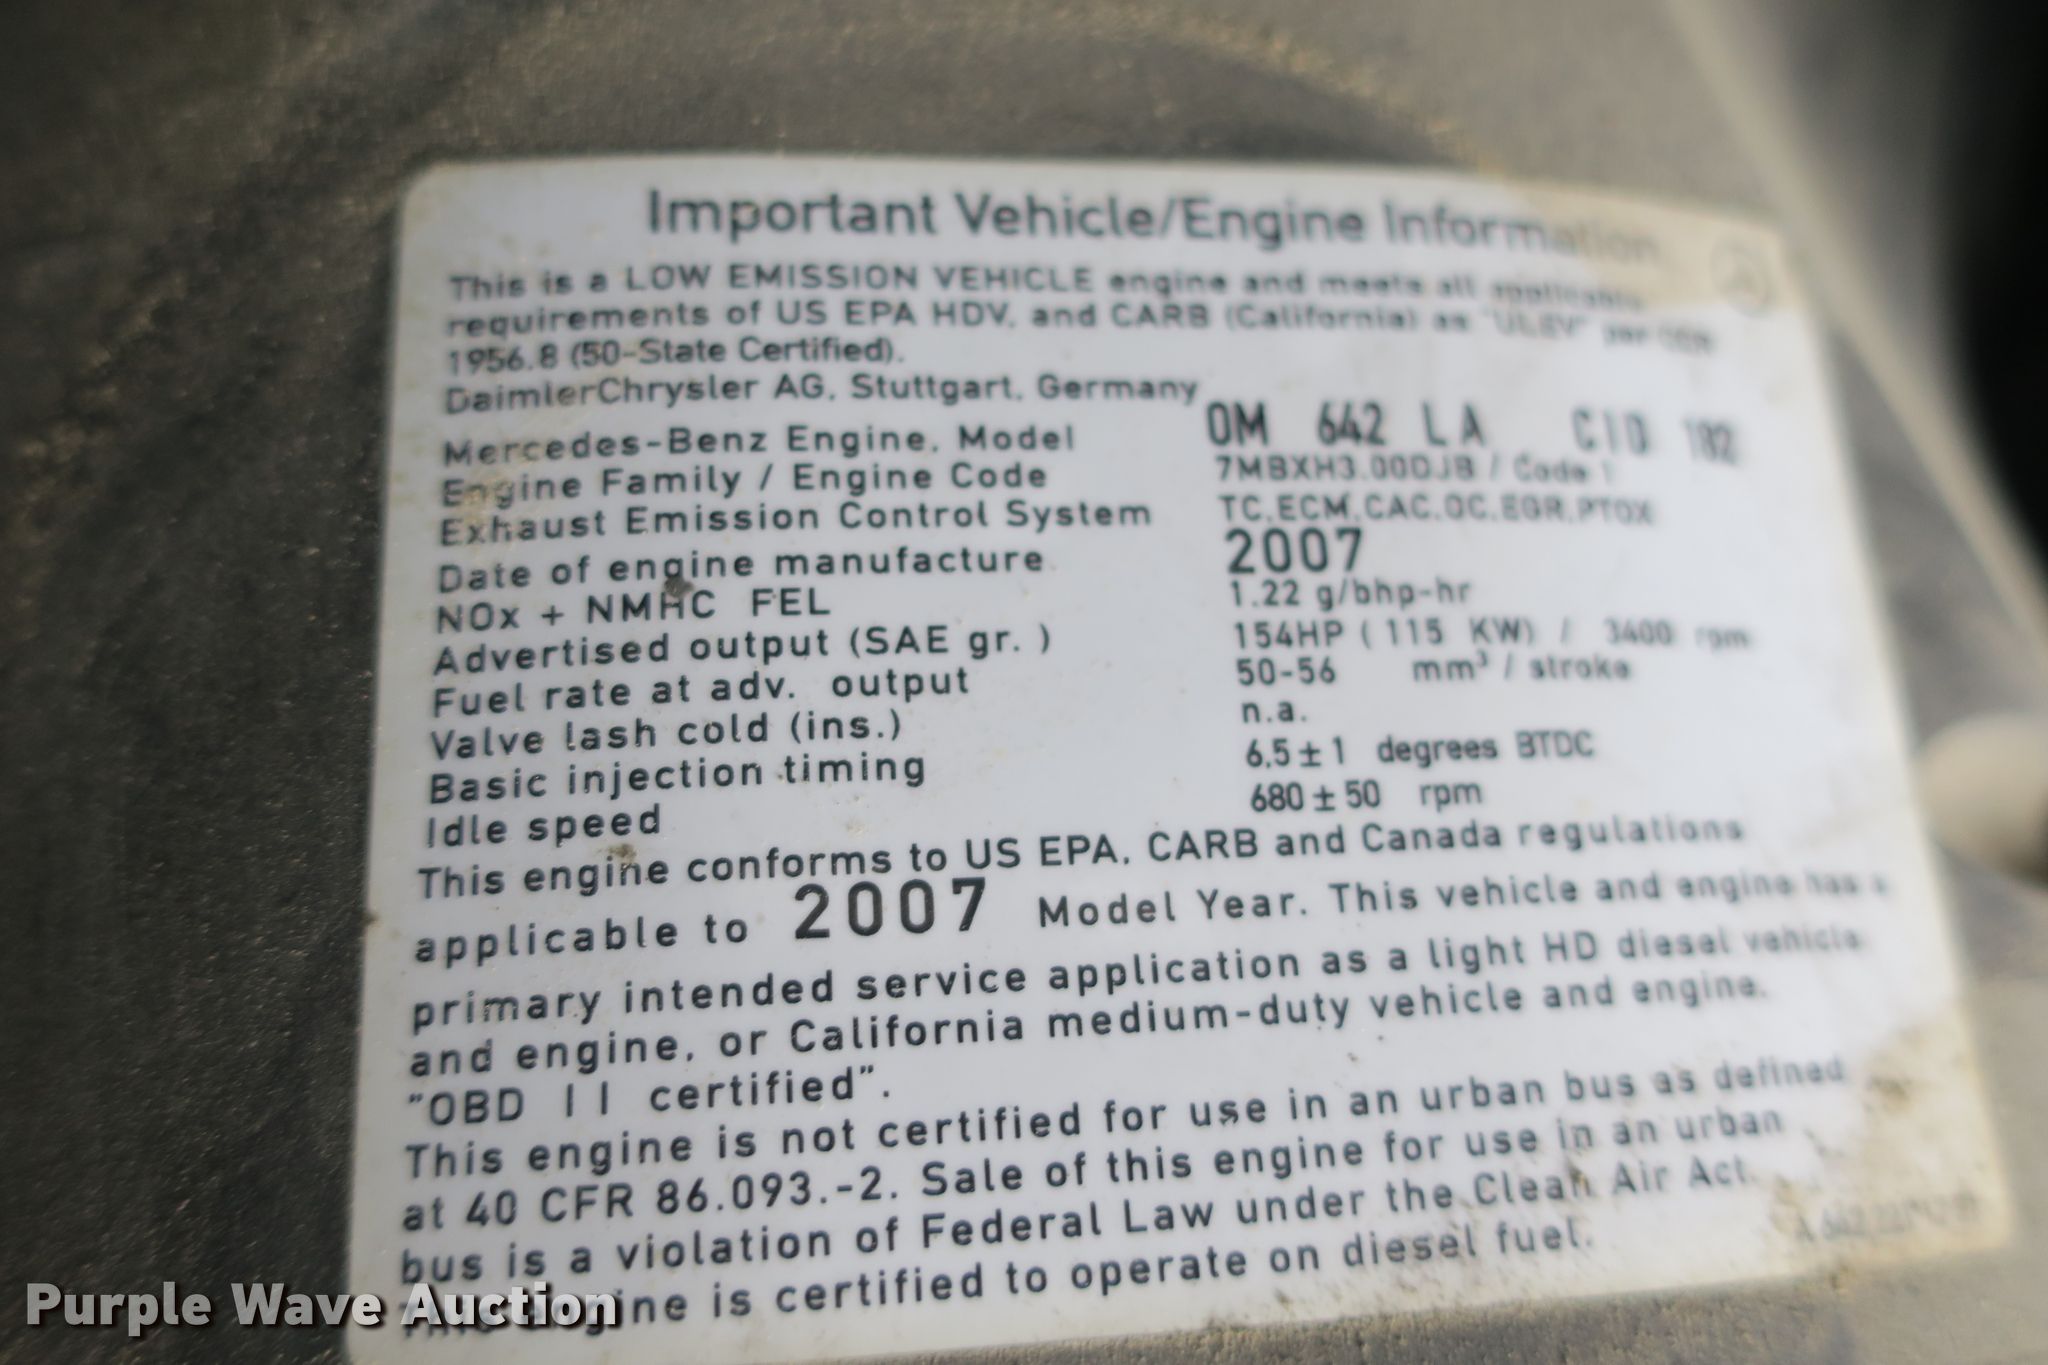 Important Vehicle/Engine Information
This is a LOW EMISSION VEHICLE engine and meets all applicable
requirements of US EPA HDV, and CARB (California) as "ULEV" per CCR
1956.8 (50-State Certified).
DaimlerChrysler AG, Stuttgart, Germany
Mercedes-Benz Engine, Model OM 642 LA CID 182
Engine Family / Engine Code 7MBXH3.00DJB / Code 1
Exhaust Emission Control System TC,ECM,CAC,OC,EGR,PTOX
Date of engine manufacture 2007
NOx + NMHC FEL 1.22 g/bhp-hr
Advertised output (SAE gr. ) 154HP ( 115 KW) / 3400 rpm
Fuel rate at adv. output 50-56 mm³ / stroke
Valve lash cold (ins.) n.a.
Basic injection timing 6,5 ± 1 degrees BTDC
Idle speed 680 ± 50 rpm
This engine conforms to US EPA, CARB and Canada regulations
applicable to 2007 Model Year. This vehicle and engine has a
primary intended service application as a light HD diesel vehicle
and engine, or California medium-duty vehicle and engine.
"OBD II certified".
This engine is not certified for use in an urban bus as defined
at 40 CFR 86.093.-2. Sale of this engine for use in an urban
bus is a violation of Federal Law under the Clean Air Act.
engine is certified to operate on diesel fuel.
Purple Wave Auction